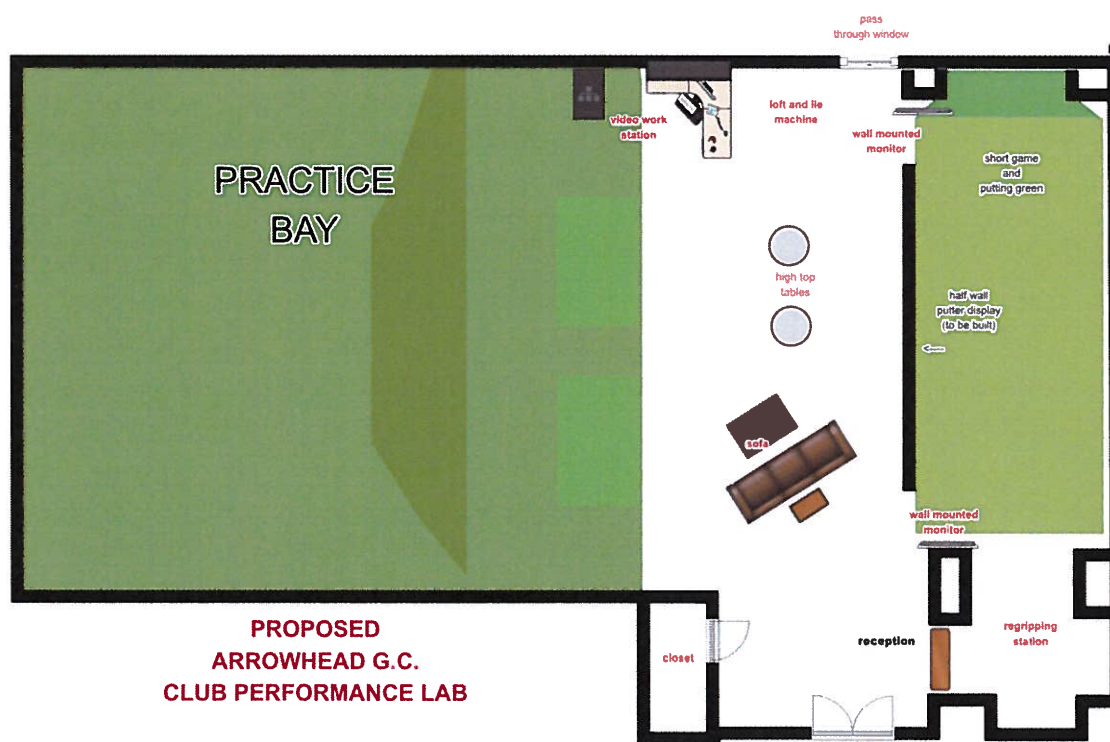 pass
through window
loft and lie
machine
video work
station
wall mounted
monitor
short game
and
putting green
PRACTICE
BAY
high top
tables
half wall
putter display
(to be built)
sofa
wall mounted
monitor
PROPOSED
ARROWHEAD G.C.
CLUB PERFORMANCE LAB
closet
reception
regripping
station